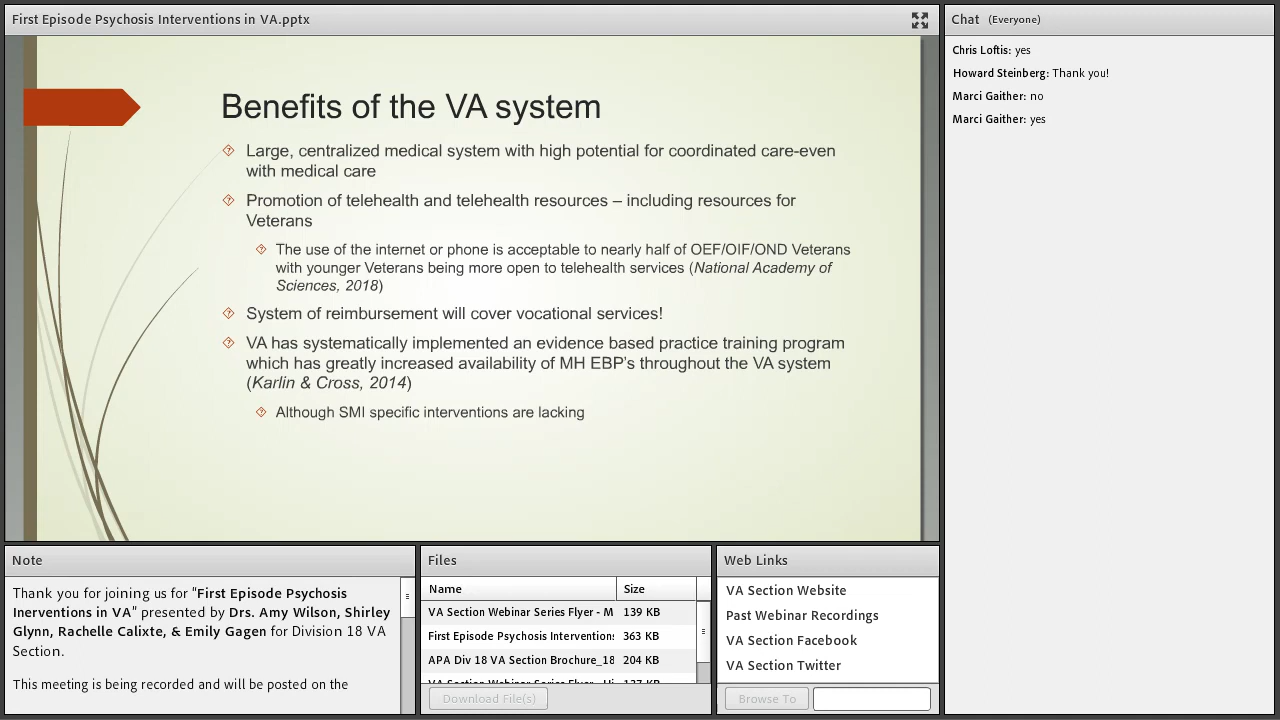 First Episode Psychosis Interventions in VA.pptx
Benefits of the VA system
Large, centralized medical system with high potential for coordinated care-even
with medical care
Promotion of telehealth and telehealth resources – including resources for
Veterans
The use of the internet or phone is acceptable to nearly half of OEF/OIF/OND Veterans
with younger Veterans being more open to telehealth services (National Academy of
Sciences, 2018)
System of reimbursement will cover vocational services!
VA has systematically implemented an evidence based practice training program
which has greatly increased availability of MH EBP's throughout the VA system
(Karlin & Cross, 2014)
Although SMI specific interventions are lacking
Chat (Everyone)
Chris Loftis: yes
Howard Steinberg: Thank you!
Marci Gaither: no
Marci Gaither: yes
Note
Thank you for joining us for "First Episode Psychosis
Inerventions in VA" presented by Drs. Amy Wilson, Shirley
Glynn, Rachelle Calixte, & Emily Gagen for Division 18 VA
Section.
This meeting is being recorded and will be posted on the
Files
Name Size
VA Section Webinar Series Flyer - M 139 KB
First Episode Psychosis Interventions 363 KB
APA Div 18 VA Section Brochure_18 204 KB
VA Section Webinar Series Flyer - Hi 137 KB
Download File(s)
Web Links
VA Section Website
Past Webinar Recordings
VA Section Facebook
VA Section Twitter
Browse To